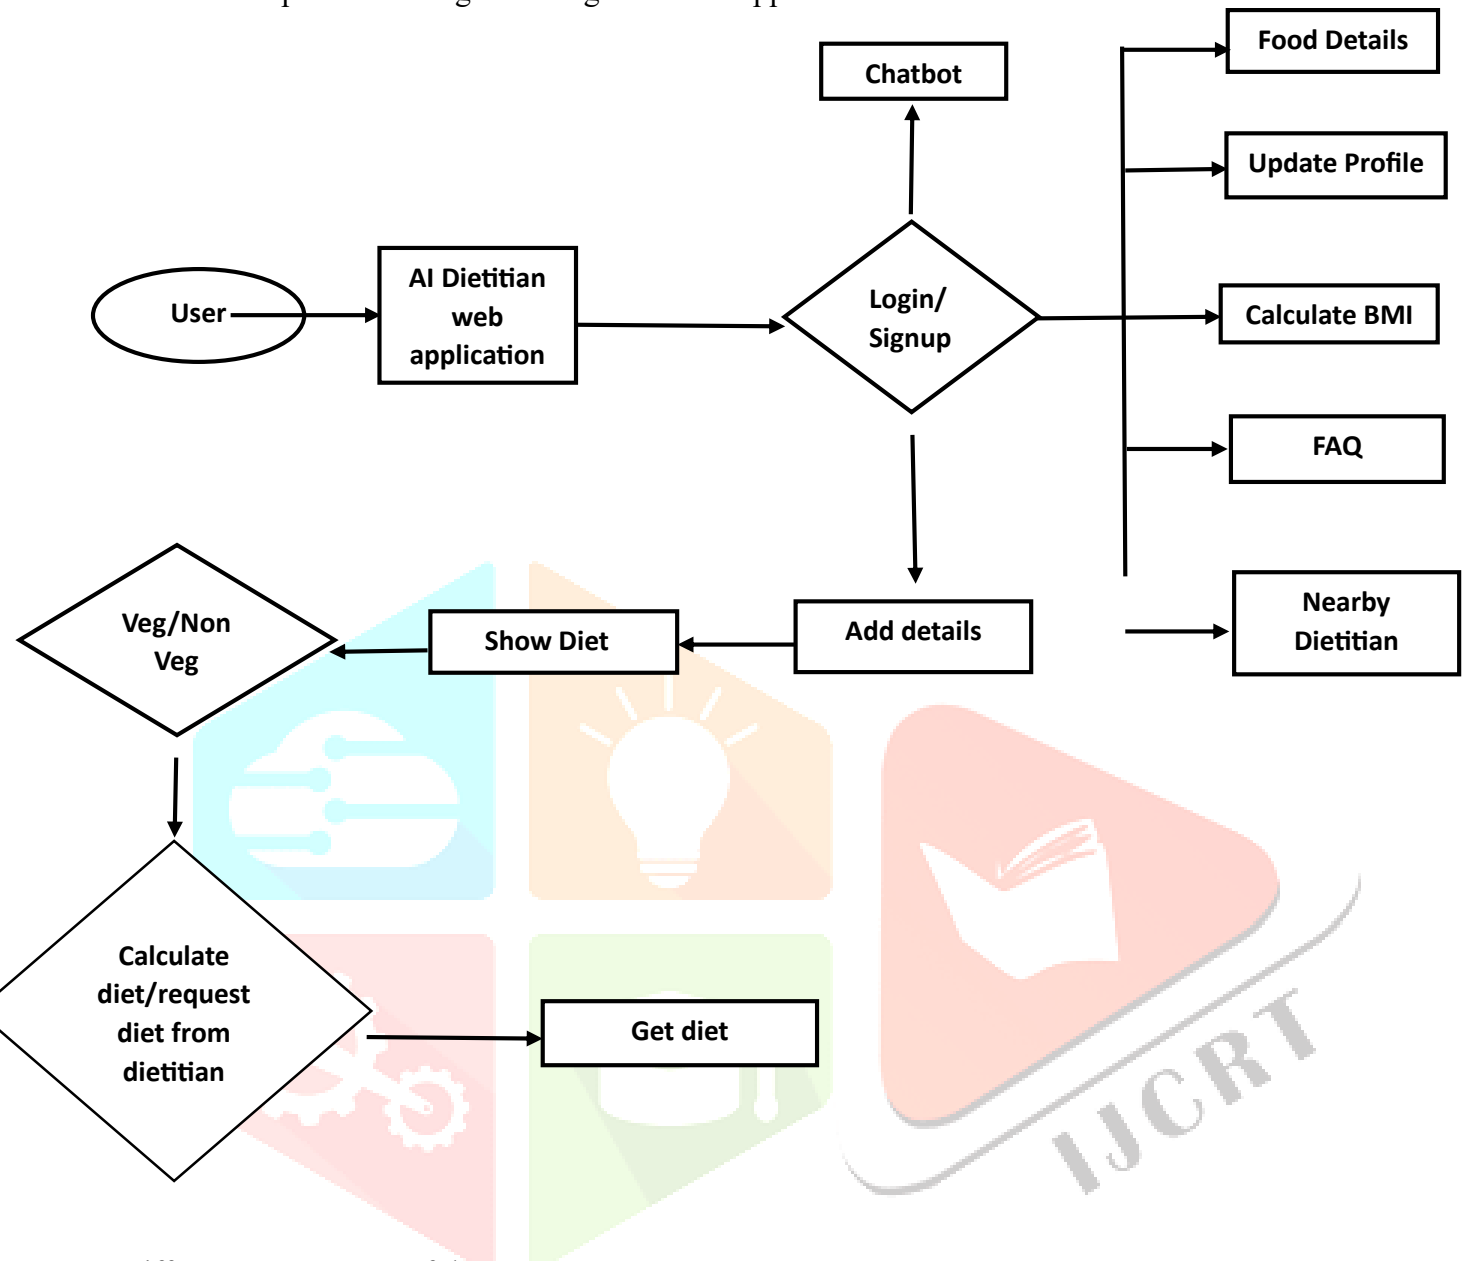 Chatbot
Food Details
Update Profile
User
AI Dietitian
web
application
Login/
Signup
Calculate BMI
FAQ
Nearby
Dietitian
Add details
Show Diet
Veg/Non
Veg
Calculate
diet/request
diet from
dietitian
Get diet
IJCRT